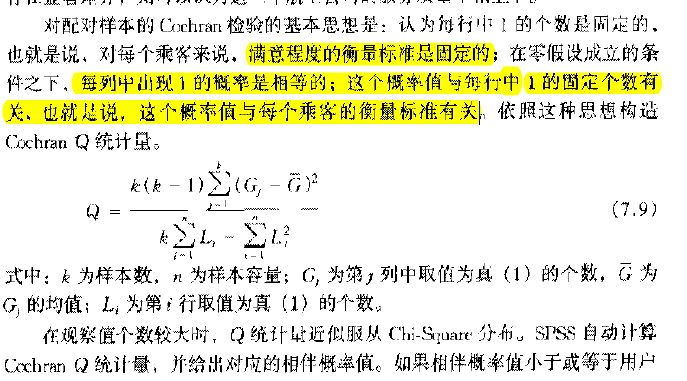 对配对样本的 Cochran 检验的基本思想是：认为每行中 1 的个数是固定的，
也就是说，对每个乘客来说，满意程度的衡量标准是固定的；在零假设成立的条
件之下，每列中出现 1 的概率是相等的；这个概率值与每行中 1 的固定个数有
关，也就是说，这个概率值与每个乘客的衡量标准有关。依照这种思想构造
Cochran Q 统计量。
Q = \frac{k(k-1)\sum_{j=1}^{k}(G_j-\bar{G})^2}{k\sum_{i=1}^{n}L_i-\sum_{i=1}^{n}L_i^2} (7.9)
式中：k 为样本数，n 为样本容量；G_j 为第 j 列中取值为真（1）的个数，\bar{G} 为
G_j 的均值；L_i 为第 i 行取值为真（1）的个数。
在观察值个数较大时，Q 统计量近似服从 Chi-Square 分布。SPSS 自动计算
Cochran Q 统计量，并给出对应的相伴概率值。如果相伴概率值小于或等于用户